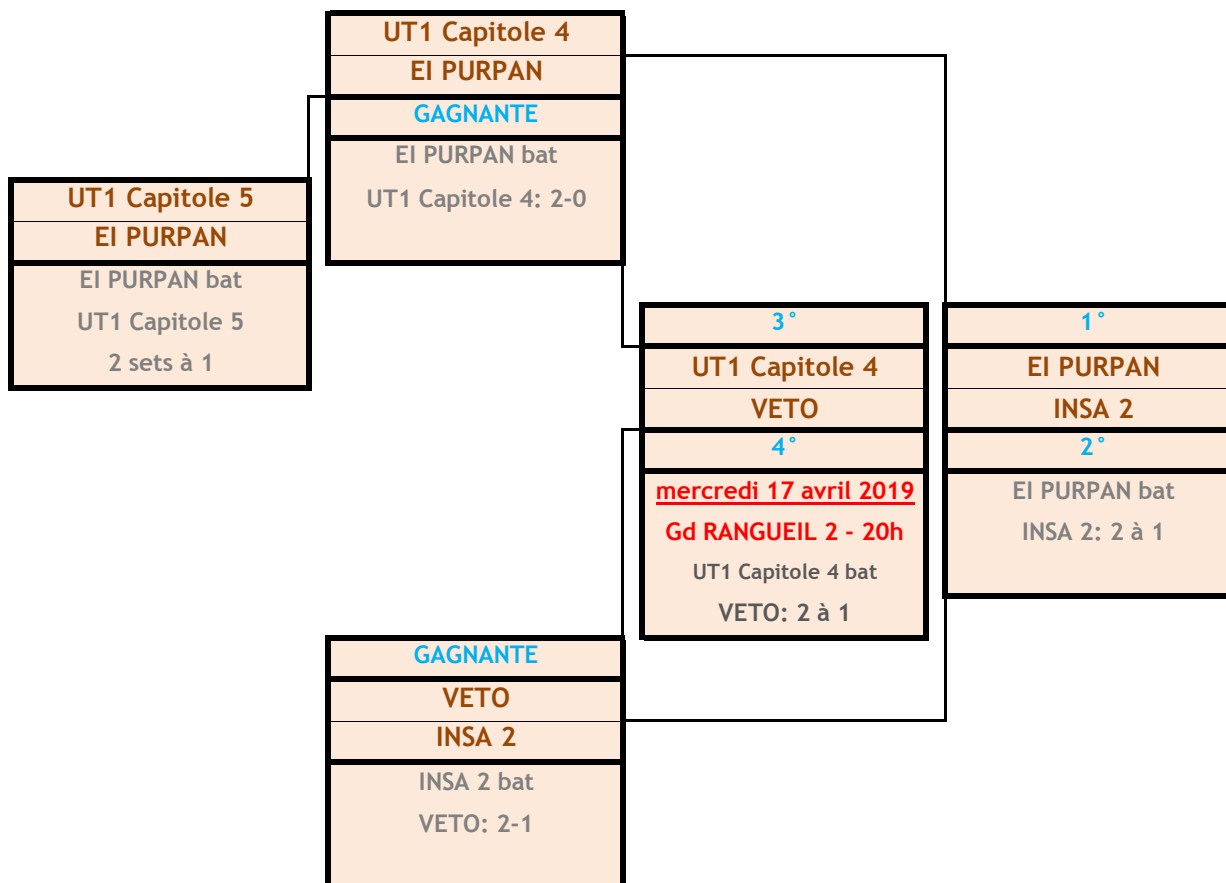 UT1 Capitole 4
EI PURPAN
GAGNANTE
EI PURPAN bat
UT1 Capitole 4: 2-0
UT1 Capitole 5
EI PURPAN
EI PURPAN bat
UT1 Capitole 5
2 sets à 1
3°
UT1 Capitole 4
VETO
4°
mercredi 17 avril 2019
Gd RANGUEIL 2 - 20h
UT1 Capitole 4 bat
VETO: 2 à 1
1°
EI PURPAN
INSA 2
2°
EI PURPAN bat
INSA 2: 2 à 1
GAGNANTE
VETO
INSA 2
INSA 2 bat
VETO: 2-1